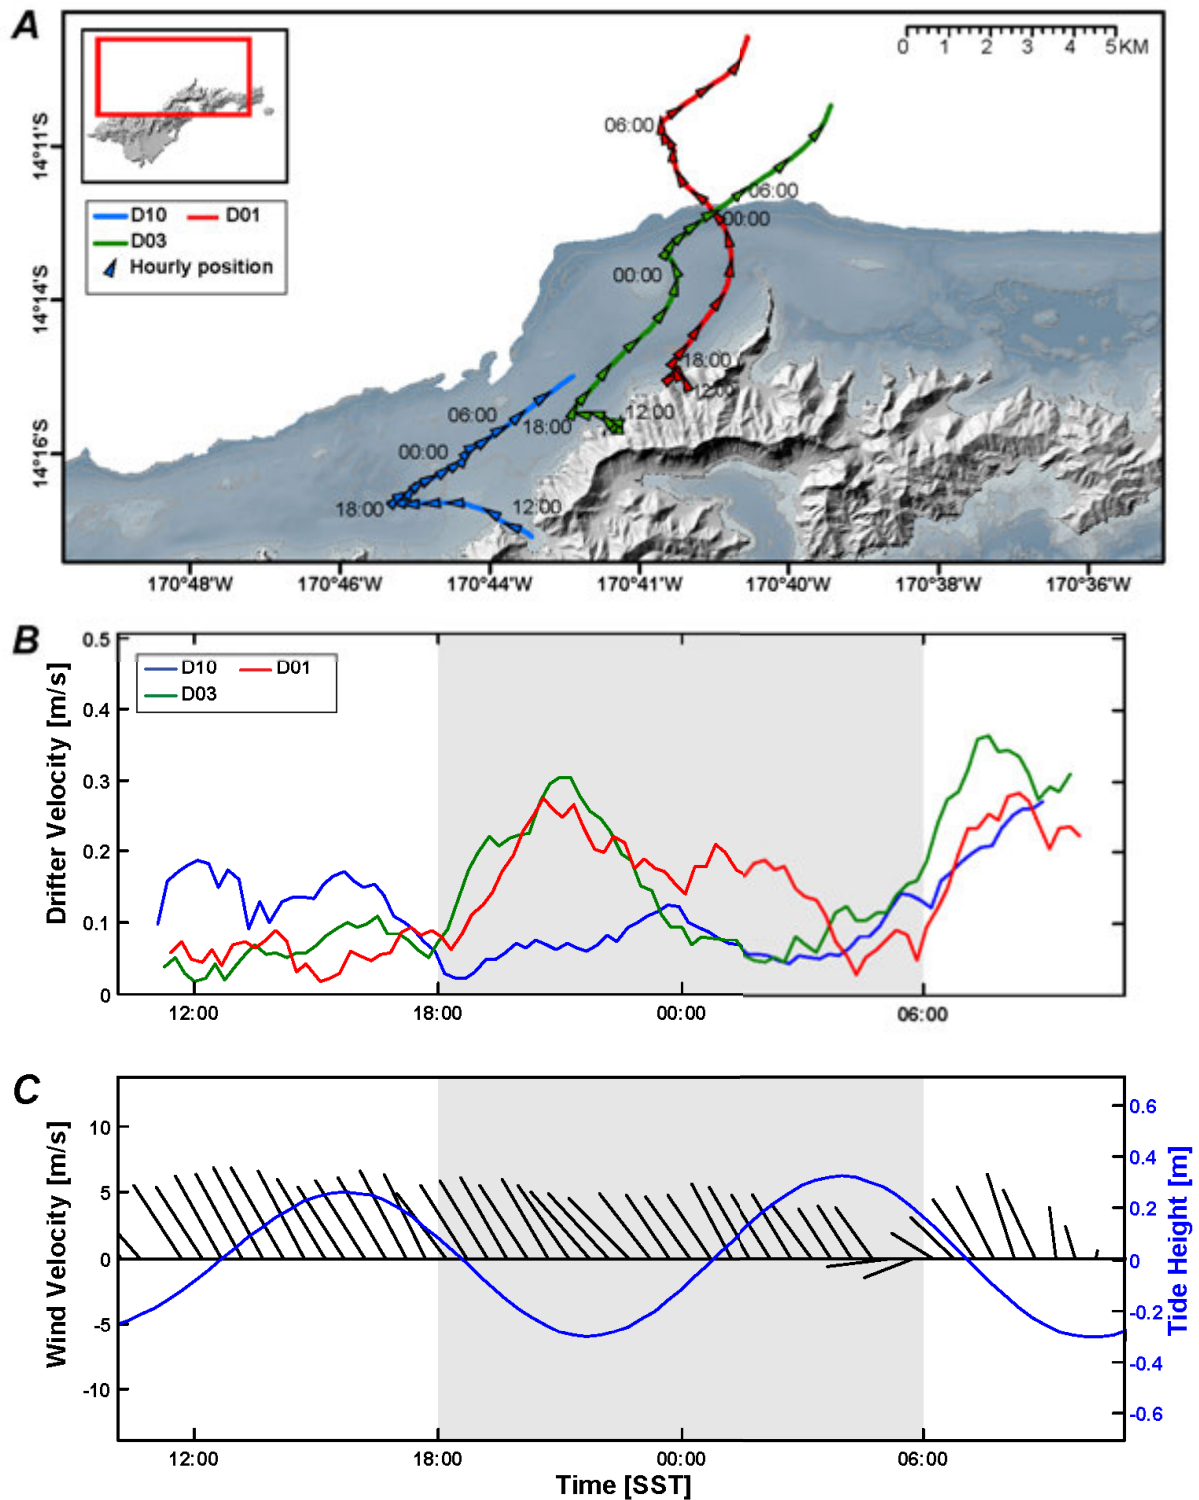 A
0 1 2 3 4 5 KM
D10 D01
D03
Hourly position
14°11'S
14°14'S
14°16'S
06:00
06:00
00:00
00:00
18:00
12:00
12:00
18:00
06:00
00:00
18:00
12:00
170°48'W 170°46'W 170°44'W 170°41'W 170°40'W 170°38'W 170°36'W
B
Drifter Velocity [m/s]
D10 D01
D03
0.5
0.4
0.3
0.2
0.1
0
12:00 18:00 00:00 06:00
C
Wind Velocity [m/s]
10
5
0
-5
-10
0.6
0.4
0.2
0
-0.2
-0.4
-0.6
Tide Height [m]
12:00 18:00 00:00 06:00
Time [SST]